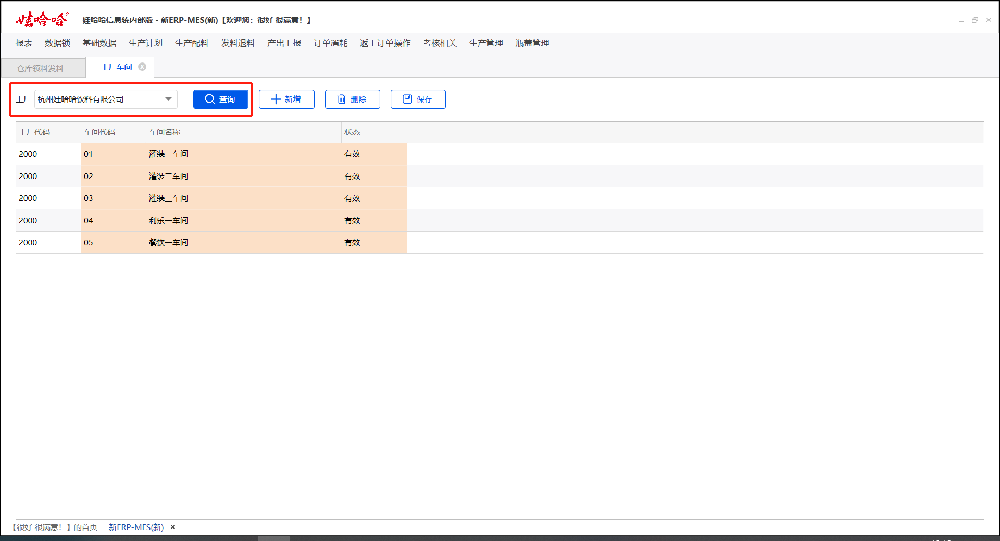 娃哈哈® 娃哈哈信息统内部版 - 新ERP-MES(新)【欢迎您：很好 很满意！】
报表 数据锁 基础数据 生产计划 生产配料 发料退料 产出上报 订单消耗 返工订单操作 考核相关 生产管理 瓶盖管理
仓库领料发料 工厂车间
工厂 杭州娃哈哈饮料有限公司 查询 新增 删除 保存
工厂代码 车间代码 车间名称 状态
2000 01 灌装一车间 有效
2000 02 灌装二车间 有效
2000 03 灌装三车间 有效
2000 04 利乐一车间 有效
2000 05 餐饮一车间 有效
【很好 很满意！】的首页 新ERP-MES(新)